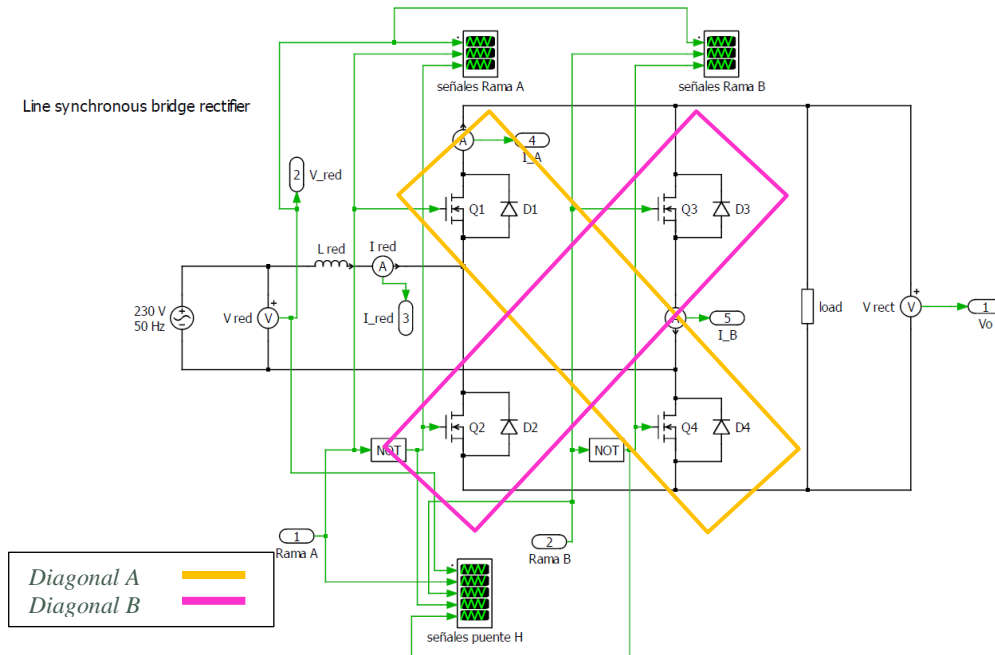 señales Rama A
señales Rama B
Line synchronous bridge rectifier
A
4
I_A
2
V_red
Q1
D1
Q3
D3
L red
I red
A
230 V
50 Hz
V red
+
V
I_red
3
A
5
I_B
load
V rect
+
V
1
Vo
Q2
D2
Q4
D4
NOT
NOT
1
Rama A
2
Rama B
Diagonal A
Diagonal B
señales puente H